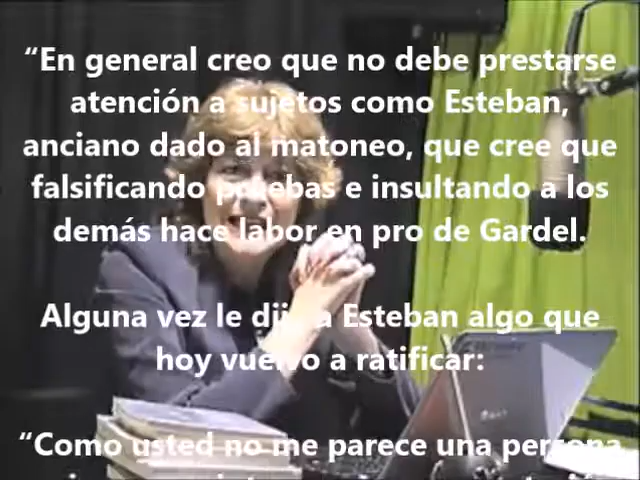 “En general creo que no debe prestarse
atención a sujetos como Esteban,
anciano dado al matoneo, que cree que
falsificando pruebas e insultando a los
demás hace labor en pro de Gardel.
Alguna vez le dije a Esteban algo que
hoy vuelvo a ratificar:
“Como usted no me parece una persona